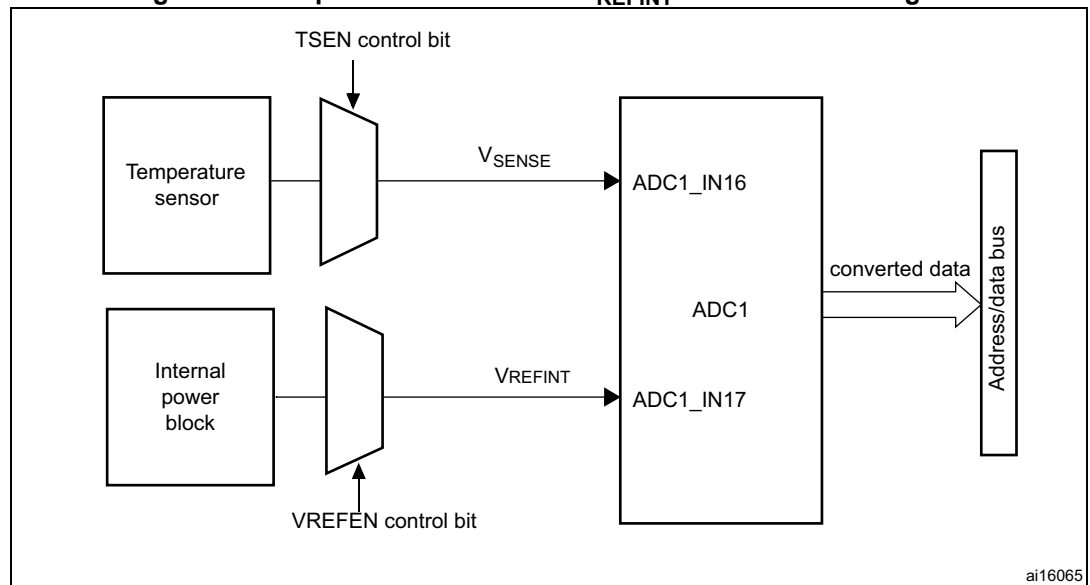 TSEN control bit
Temperature
sensor
VSENSE
ADC1_IN16
converted data
Address/data bus
ADC1
Internal
power
block
VREFINT
ADC1_IN17
VREFEN control bit
ai16065